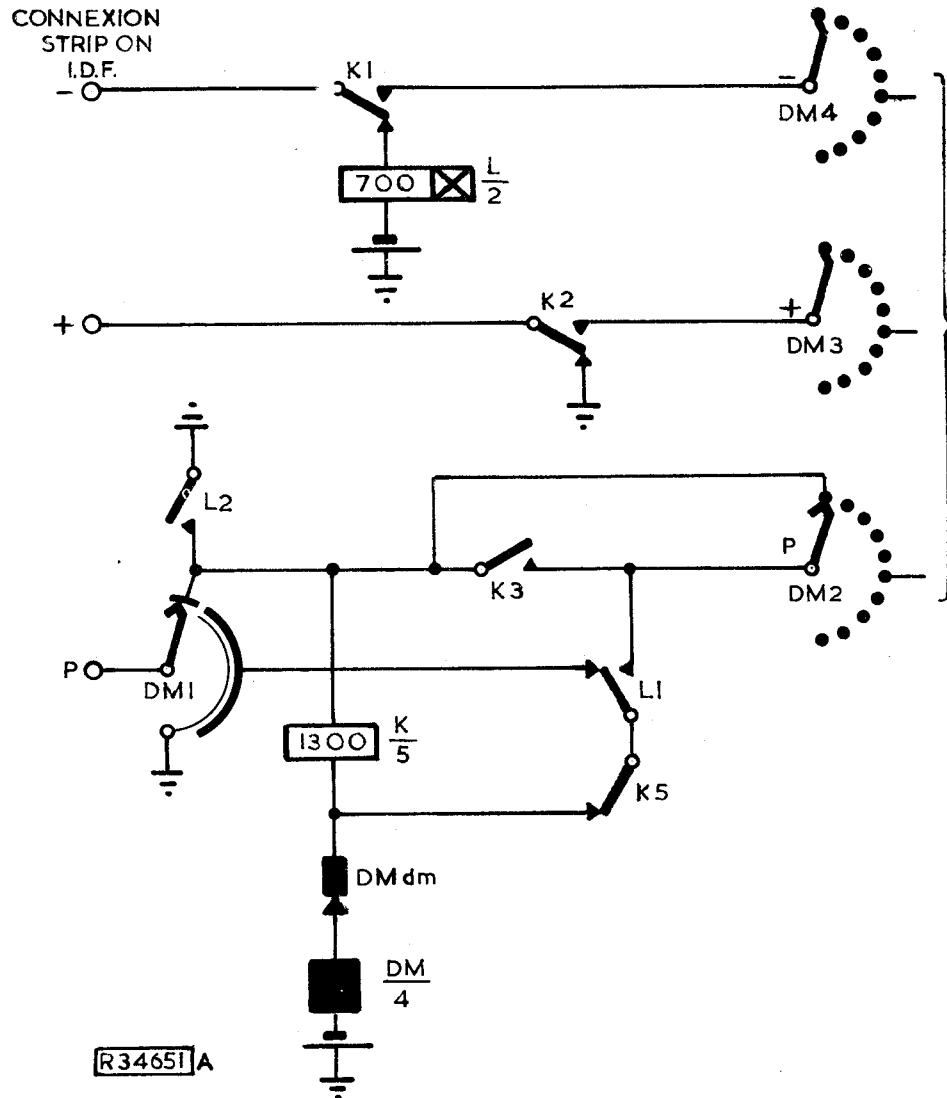 CONNEXION
STRIP ON
I.D.F.
−
K1
−
DM4
700
L
2
+
K2
+
DM3
L2
K3
P
DM2
P
DM1
L1
1300
K
5
K5
DMdm
DM
4
R34651 A